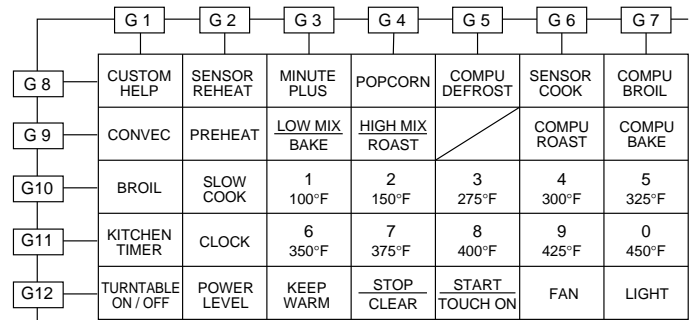 G 1 G 2 G 3 G 4 G 5 G 6 G 7
G 8 CUSTOM HELP SENSOR REHEAT MINUTE PLUS POPCORN COMPU DEFROST SENSOR COOK COMPU BROIL
G 9 CONVEC PREHEAT LOW MIX BAKE HIGH MIX ROAST COMPU ROAST COMPU BAKE
G10 BROIL SLOW COOK 1 100°F 2 150°F 3 275°F 4 300°F 5 325°F
G11 KITCHEN TIMER CLOCK 6 350°F 7 375°F 8 400°F 9 425°F 0 450°F
G12 TURNTABLE ON / OFF POWER LEVEL KEEP WARM STOP CLEAR START TOUCH ON FAN LIGHT